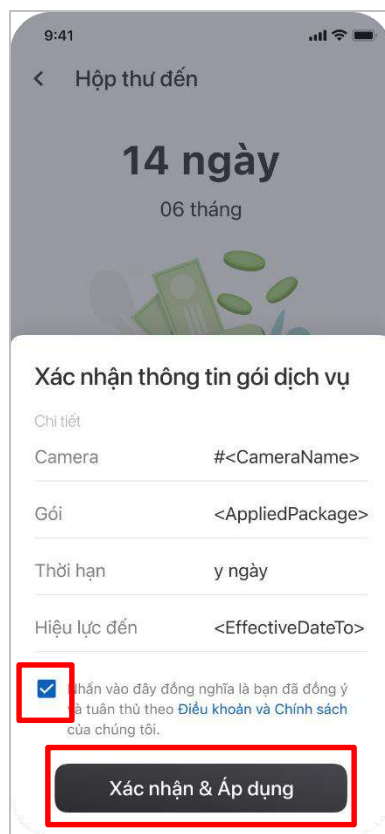 9:41
Hộp thư đến
14 ngày
06 tháng
Xác nhận thông tin gói dịch vụ
Chi tiết
Camera #<CameraName>
Gói <AppliedPackage>
Thời hạn y ngày
Hiệu lực đến <EffectiveDateTo>
Nhấn vào đây đồng nghĩa là bạn đã đồng ý
và tuân thủ theo Điều khoản và Chính sách
của chúng tôi.
Xác nhận & Áp dụng